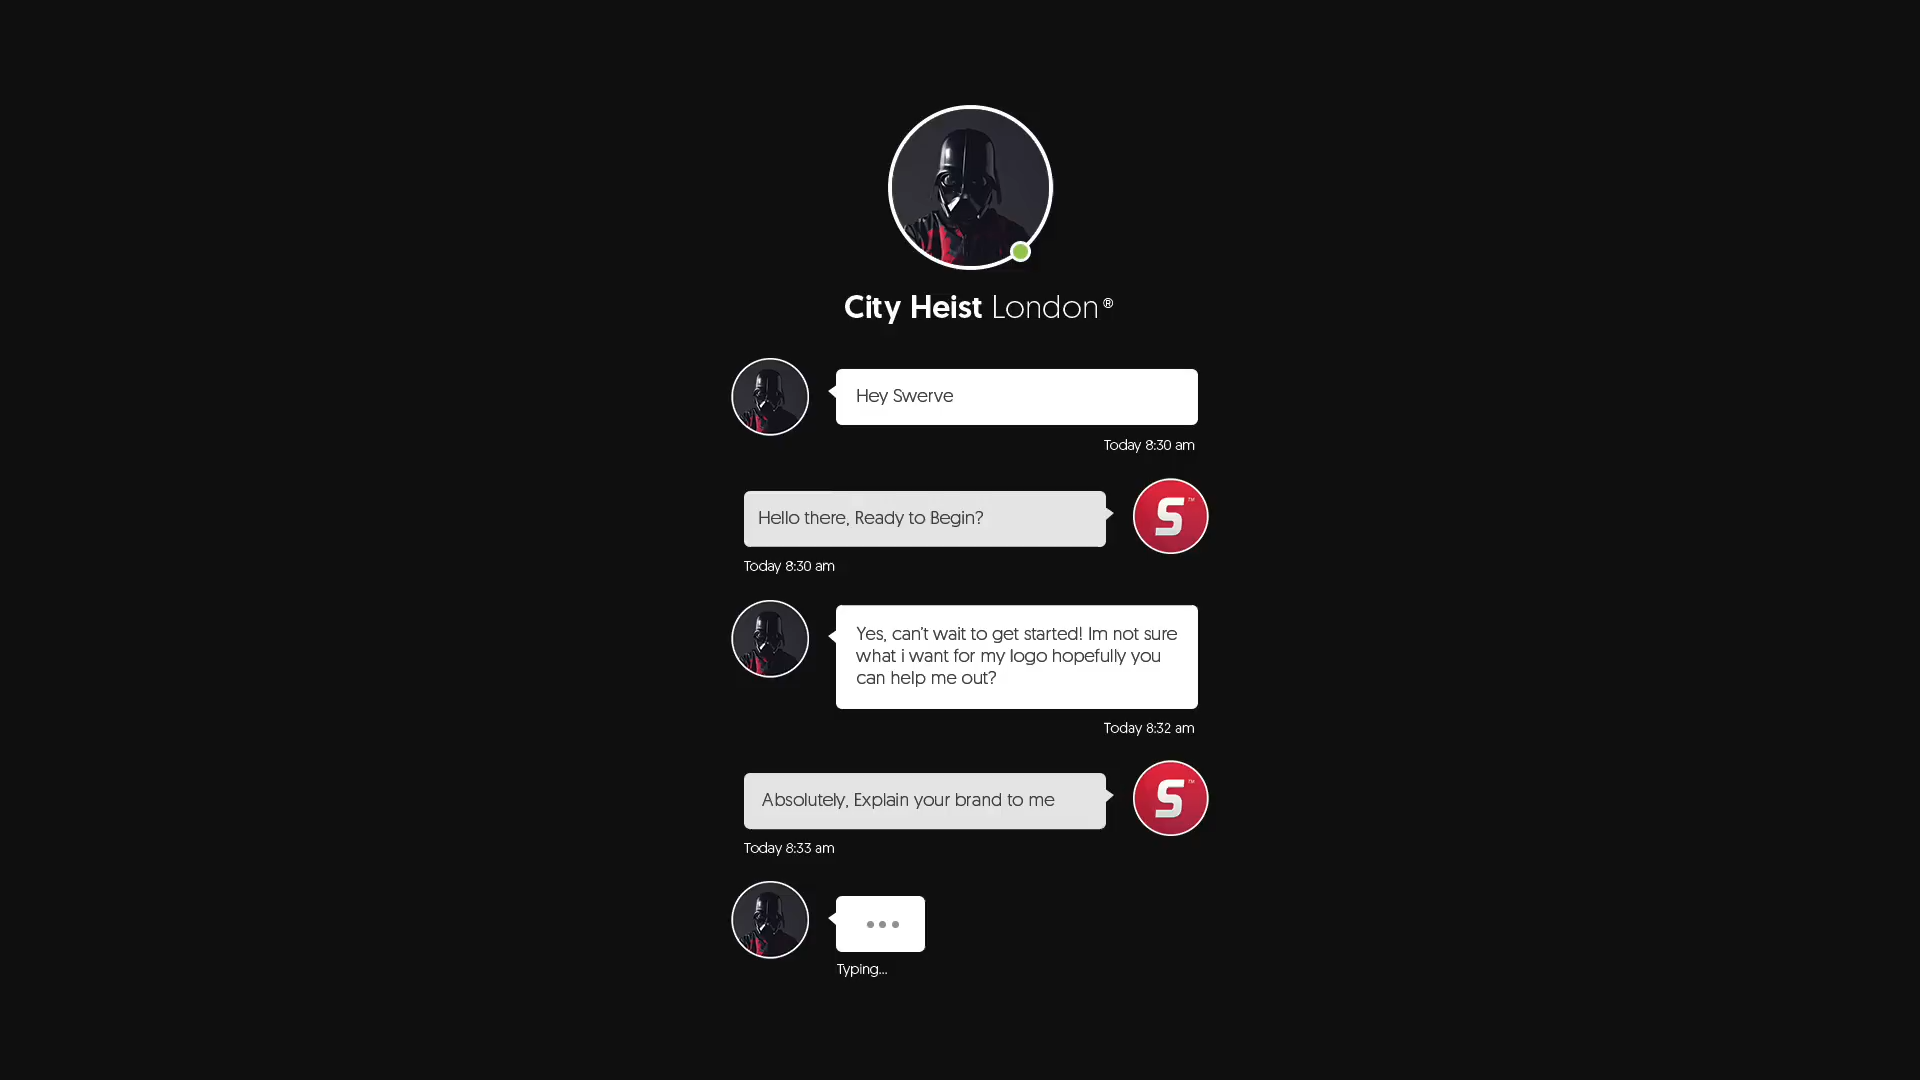 City Heist London®
Hey Swerve
Today 8:30 am
Hello there, Ready to Begin?
S™
Today 8:30 am
Yes, can't wait to get started! Im not sure
what i want for my logo hopefully you
can help me out?
Today 8:32 am
Absolutely, Explain your brand to me
S™
Today 8:33 am
Typing...